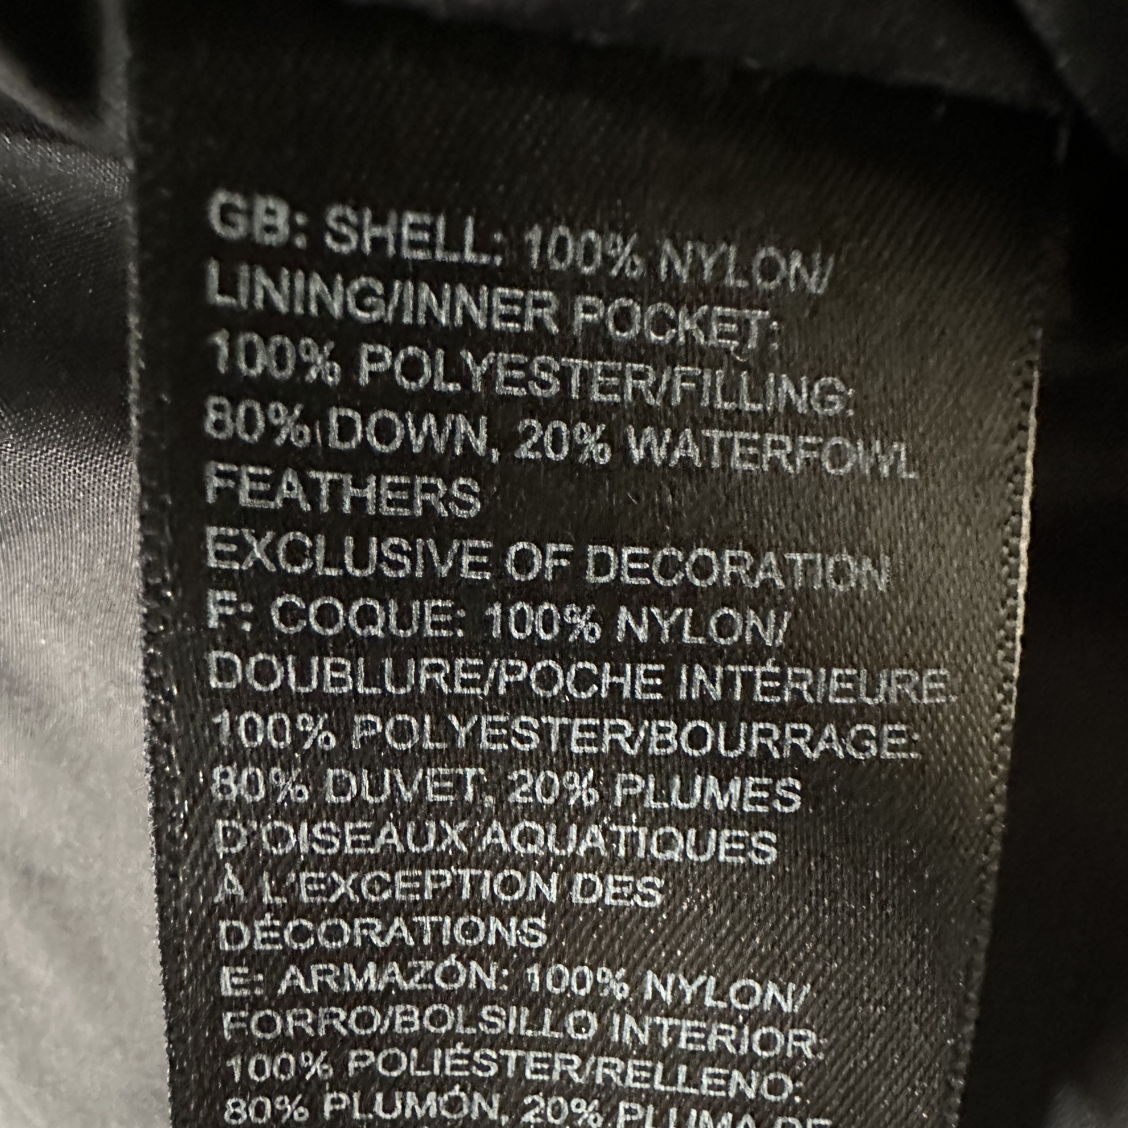 GB: SHELL: 100% NYLON/
LINING/INNER POCKET:
100% POLYESTER/FILLING:
80% DOWN, 20% WATERFOWL
FEATHERS
EXCLUSIVE OF DECORATION
F: COQUE: 100% NYLON/
DOUBLURE/POCHE INTÉRIEURE:
100% POLYESTER/BOURRAGE:
80% DUVET, 20% PLUMES
D'OISEAUX AQUATIQUES
À L'EXCEPTION DES
DÉCORATIONS
E: ARMAZÓN: 100% NYLON/
FORRO/BOLSILLO INTERIOR:
100% POLIÉSTER/RELLENO:
80% PLUMÓN, 20% PLUMA DE